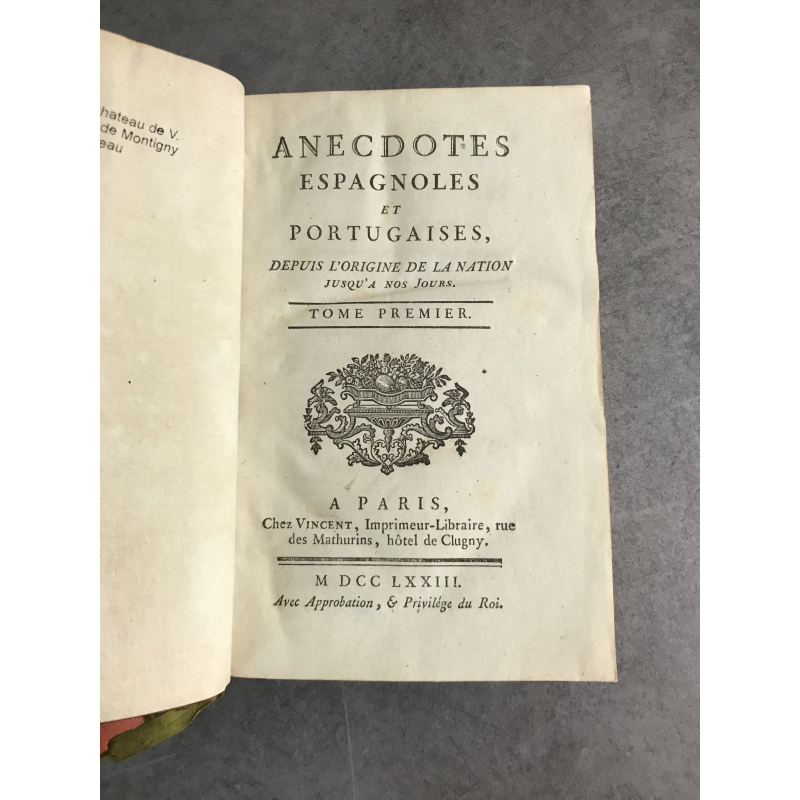 hateau de V.
de Montigny
eau
ANECDOTES
ESPAGNOLES
ET
PORTUGAISES,
DEPUIS L'ORIGINE DE LA NATION
JUSQU'A NOS JOURS.
TOME PREMIER.
A PARIS,
Chez VINCENT, Imprimeur-Libraire, rue
des Mathurins, hôtel de Clugny.
M DCC LXXIII.
Avec Approbation, & Privilége du Roi.